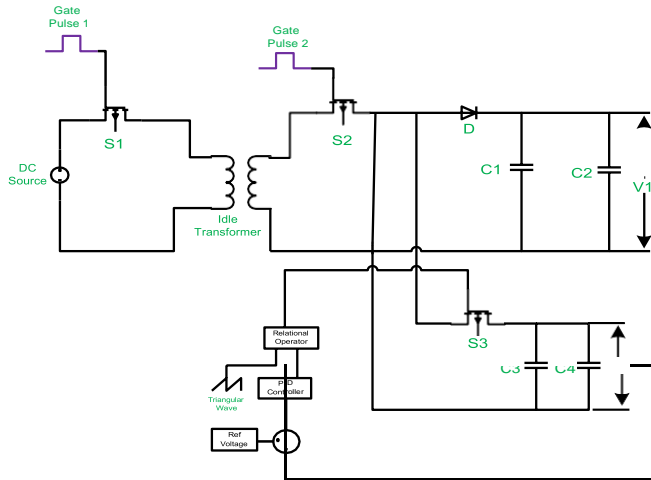 Gate
Pulse 1
Gate
Pulse 2
S1
S2
D
DC
Source
C1
C2
V1
Idle
Transformer
Relational
Operator
S3
C3
C4
Triangular
Wave
Controller
Ref
Voltage